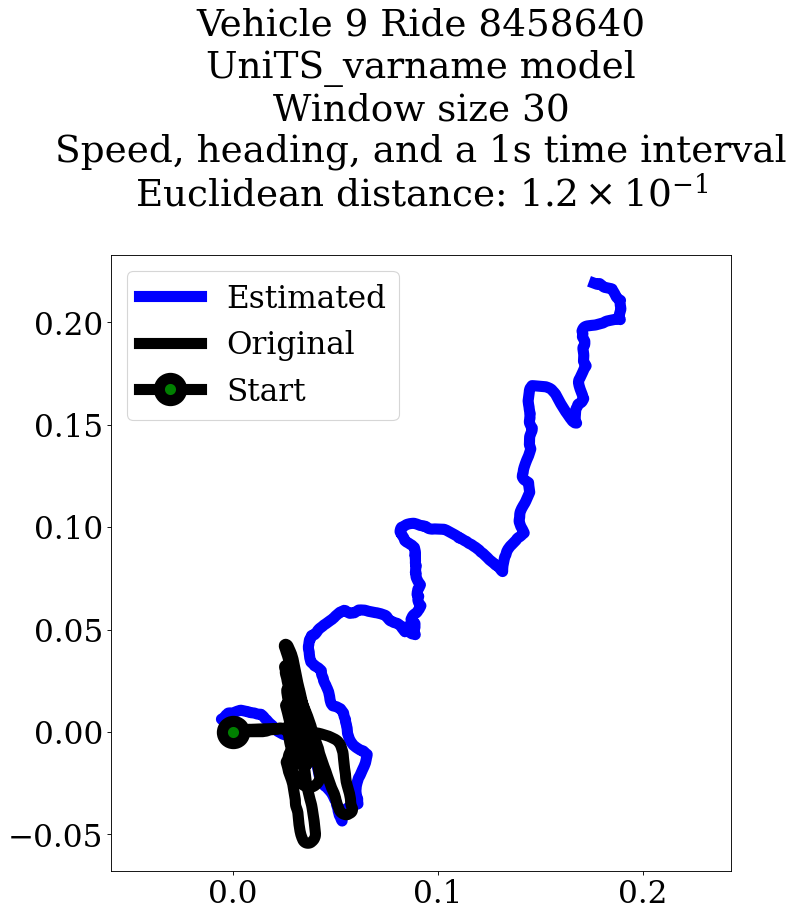 Vehicle 9 Ride 8458640
UniTS_varname model
Window size 30
Speed, heading, and a 1s time interval
Euclidean distance: 1.2 × 10⁻¹
Estimated
Original
Start
0.20
0.15
0.10
0.05
0.00
−0.05
0.0 0.1 0.2